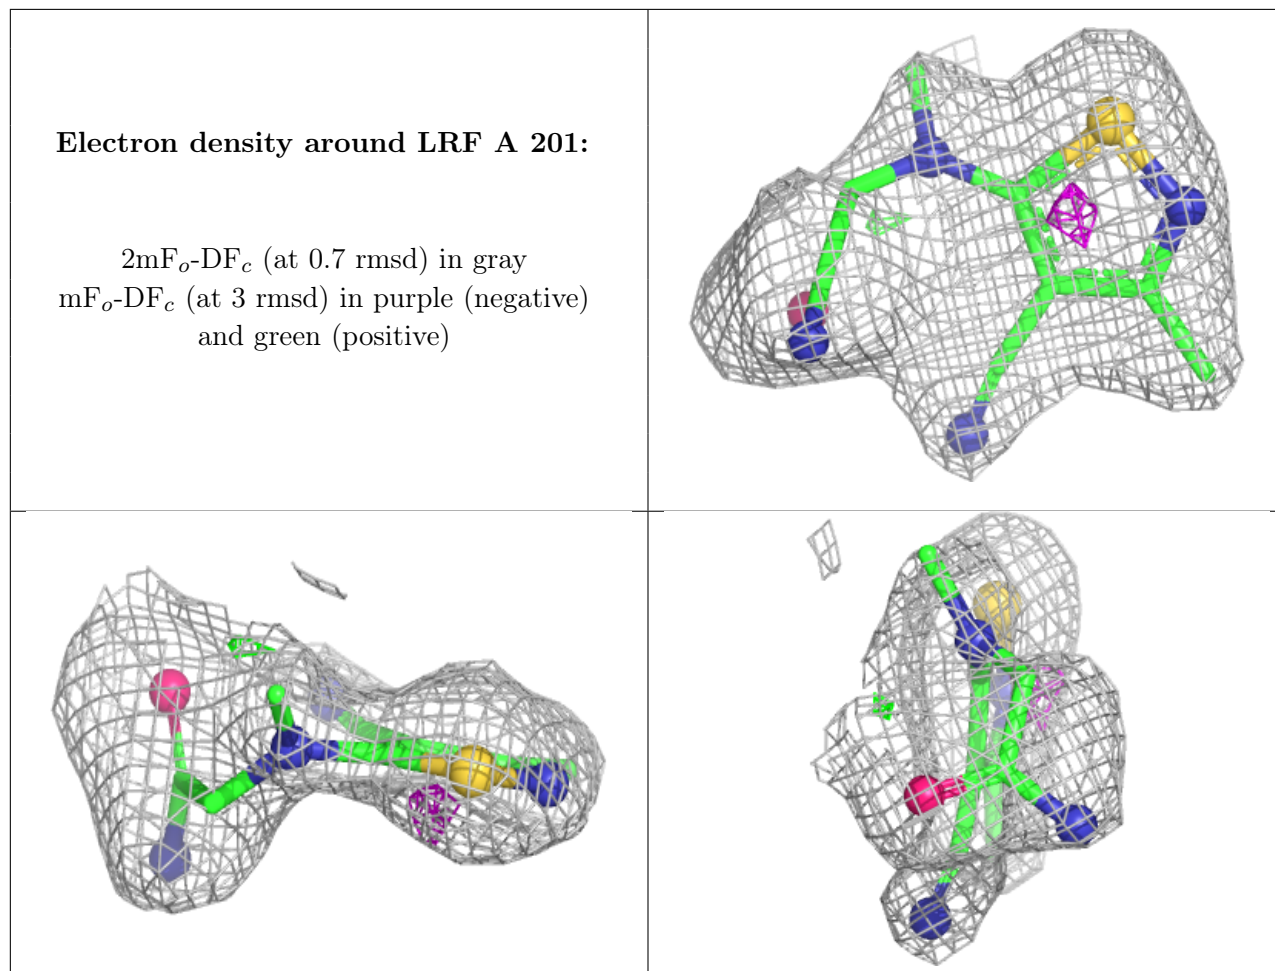 Electron density around LRF A 201:
2mFo-DFc (at 0.7 rmsd) in gray
mFo-DFc (at 3 rmsd) in purple (negative)
and green (positive)